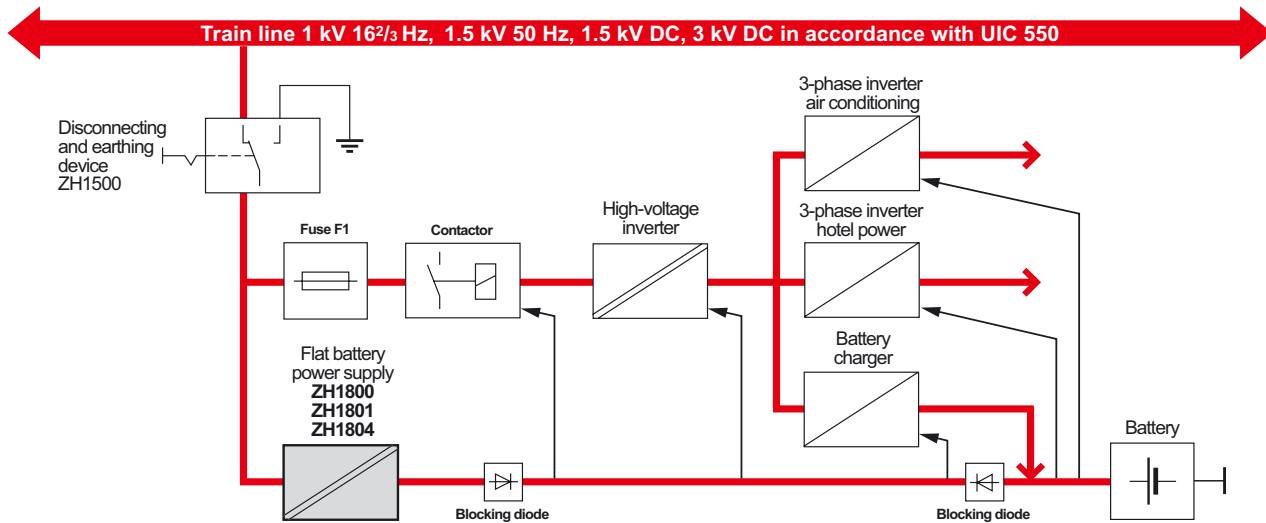 Train line 1 kV 16²/₃ Hz, 1.5 kV 50 Hz, 1.5 kV DC, 3 kV DC in accordance with UIC 550
Disconnecting
and earthing
device
ZH1500
3-phase inverter
air conditioning
Fuse F1
Contactor
High-voltage
inverter
3-phase inverter
hotel power
Flat battery
power supply
ZH1800
ZH1801
ZH1804
Battery
charger
Battery
Blocking diode
Blocking diode